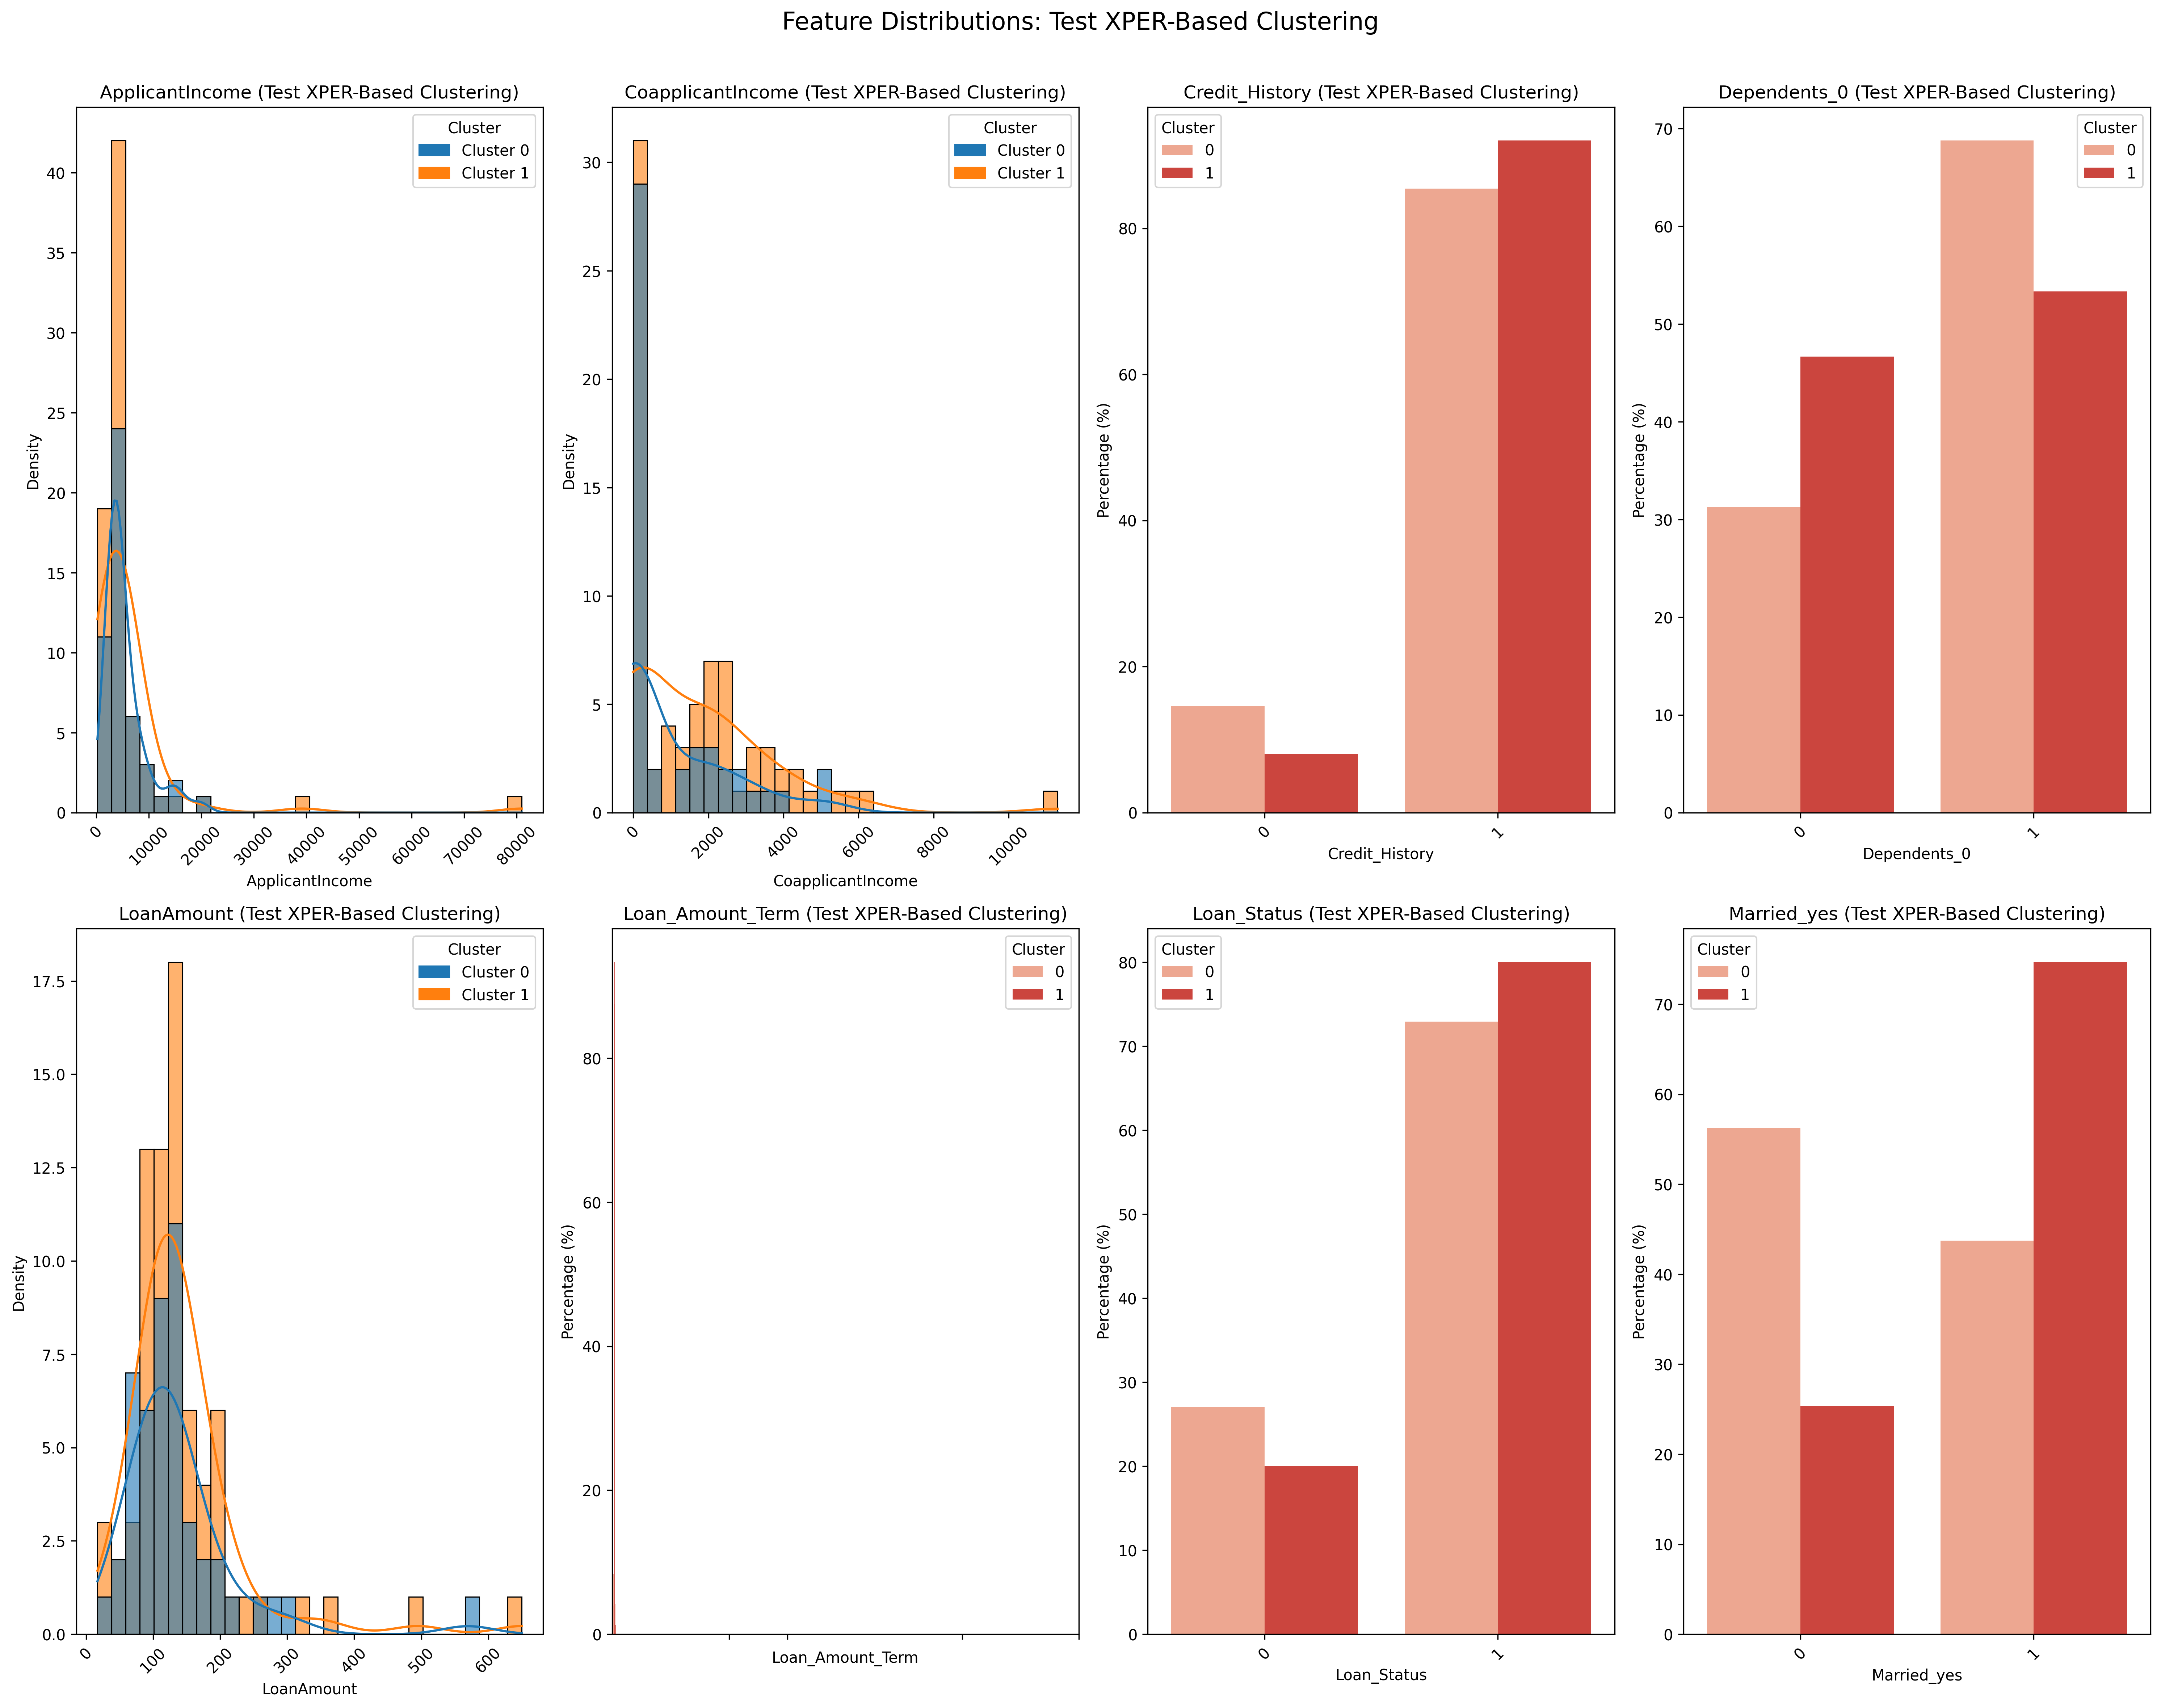 Feature Distributions: Test XPER-Based Clustering
ApplicantIncome (Test XPER-Based Clustering)
Density
40
35
30
25
20
15
10
5
0
Cluster
Cluster 0
Cluster 1
0
10000
20000
30000
40000
50000
60000
70000
80000
ApplicantIncome
CoapplicantIncome (Test XPER-Based Clustering)
Density
30
25
20
15
10
5
0
Cluster
Cluster 0
Cluster 1
0
2000
4000
6000
8000
10000
CoapplicantIncome
Credit_History (Test XPER-Based Clustering)
Percentage (%)
80
60
40
20
0
Cluster
0
1
0
1
Credit_History
Dependents_0 (Test XPER-Based Clustering)
Percentage (%)
70
60
50
40
30
20
10
0
Cluster
0
1
0
1
Dependents_0
LoanAmount (Test XPER-Based Clustering)
Density
17.5
15.0
12.5
10.0
7.5
5.0
2.5
0.0
Cluster
Cluster 0
Cluster 1
0
100
200
300
400
500
600
LoanAmount
Loan_Amount_Term (Test XPER-Based Clustering)
Percentage (%)
80
60
40
20
0
Cluster
0
1
Loan_Amount_Term
Loan_Status (Test XPER-Based Clustering)
Percentage (%)
80
70
60
50
40
30
20
10
0
Cluster
0
1
0
1
Loan_Status
Married_yes (Test XPER-Based Clustering)
Percentage (%)
70
60
50
40
30
20
10
0
Cluster
0
1
0
1
Married_yes